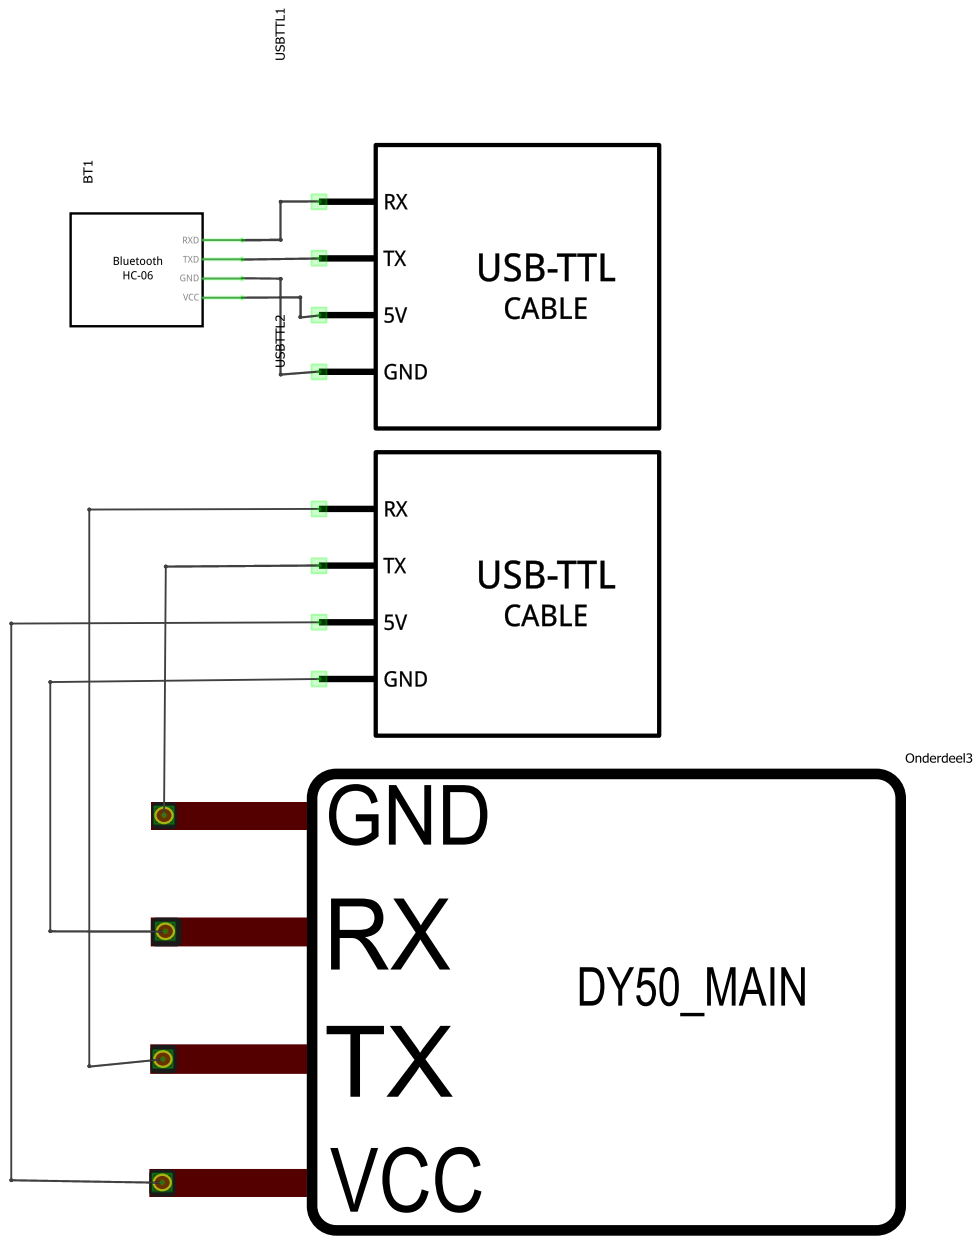 USBTTL1
BT1
Bluetooth
HC-06
RXD
TXD
GND
VCC
RX
TX
5V
GND
USB-TTL
CABLE
USBTTL2
RX
TX
5V
GND
USB-TTL
CABLE
Onderdeel3
GND
RX
TX
VCC
DY50_MAIN